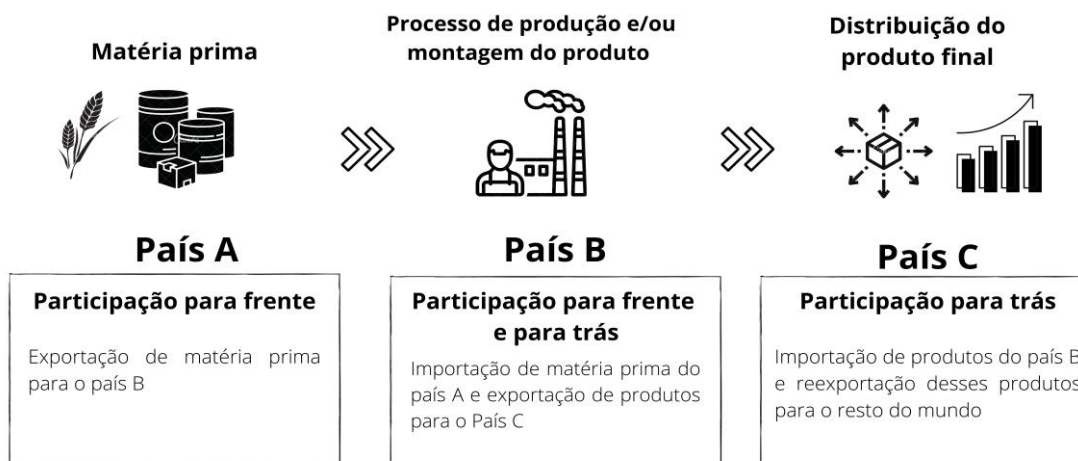 Matéria prima
Processo de produção e/ou
montagem do produto
Distribuição do
produto final
País A
Participação para frente
Exportação de matéria prima
para o país B
País B
Participação para frente
e para trás
Importação de matéria prima do
país A e exportação de produtos
para o País C
País C
Participação para trás
Importação de produtos do país B
e reexportação desses produtos
para o resto do mundo